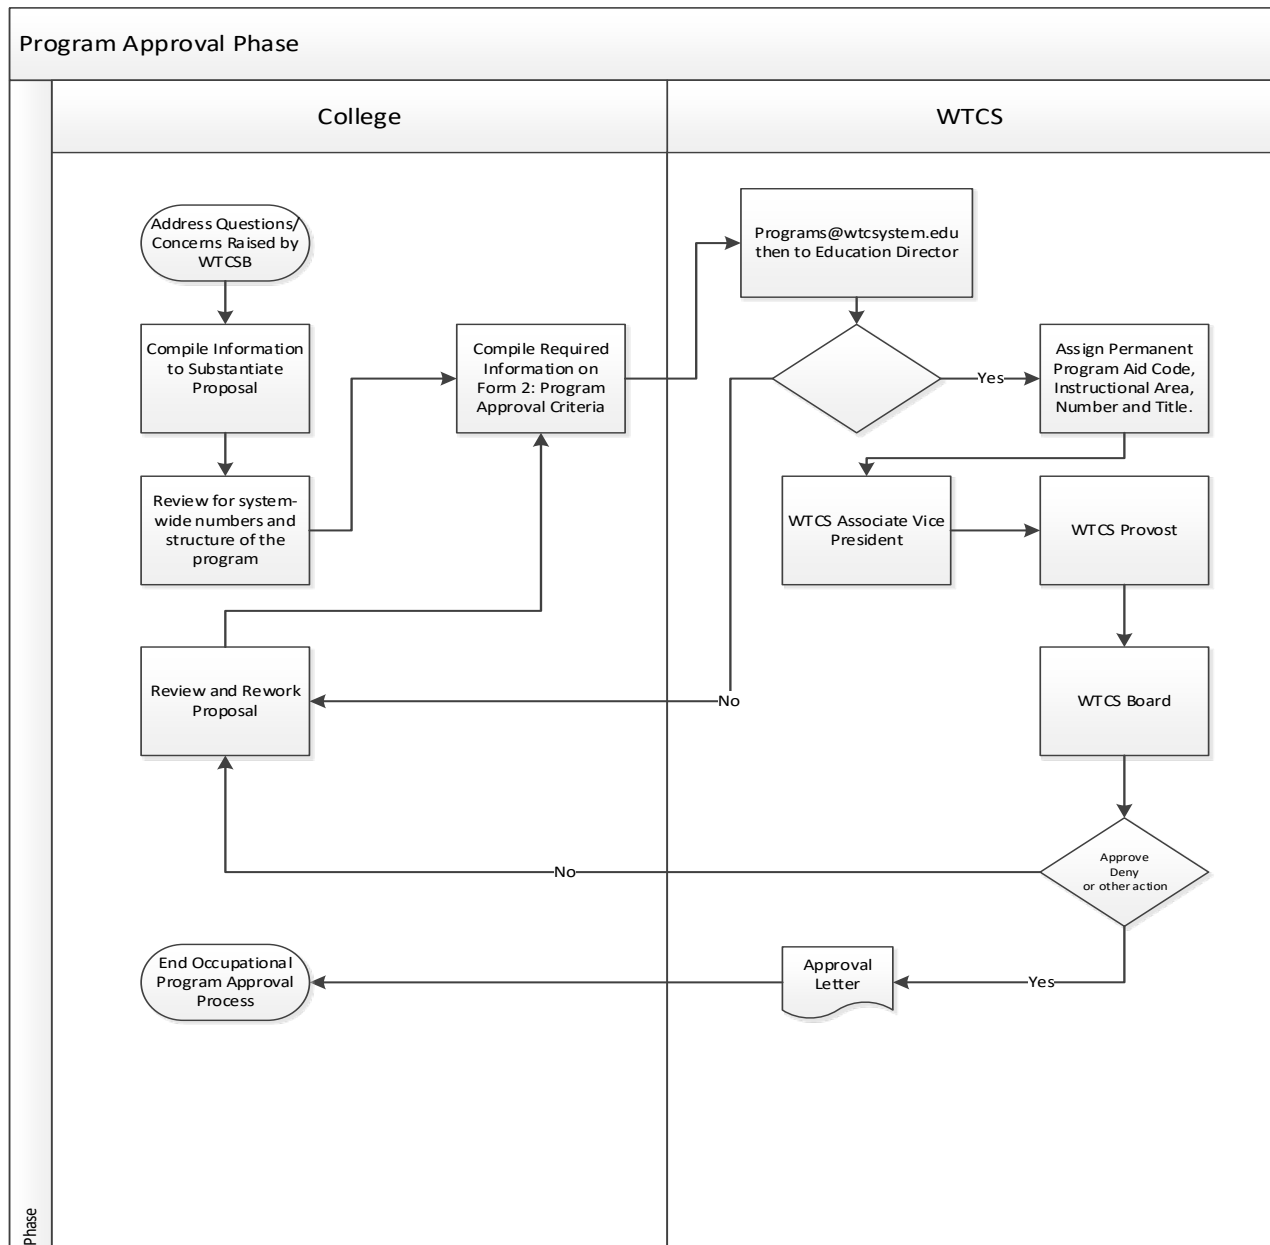 Program Approval Phase
College
WTCS
Address Questions/
Concerns Raised by
WTCSB
Programs@wtcsystem.edu
then to Education Director
Compile Information
to Substantiate
Proposal
Compile Required
Information on
Form 2: Program
Approval Criteria
Yes
Assign Permanent
Program Aid Code,
Instructional Area,
Number and Title.
Review for system-
wide numbers and
structure of the
program
WTCS Associate Vice
President
WTCS Provost
Review and Rework
Proposal
No
WTCS Board
No
Approve
Deny
or other action
End Occupational
Program Approval
Process
Approval
Letter
Yes
Phase